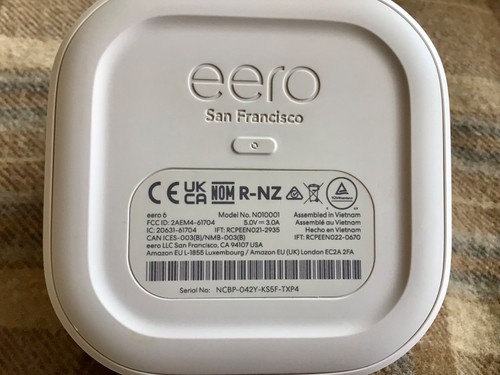 eero
San Francisco
CE UK CA NOM R-NZ
eero 6 Model No. N010001 Assembled in Vietnam
FCC ID: 2AEM4-61704 5.0V⎓3.0A Assemblé au Vietnam
IC: 20631-61704 IFT: RCPEEN021-2935 Hecho en Vietnam
CAN ICES-003(B)/NMB-003(B) IFT: RCPEEN022-0670
eero LLC San Francisco, CA 94107 USA
Amazon EU L-1855 Luxembourg / Amazon EU (UK) London EC2A 2FA
Serial No: NCBP-042Y-KS5F-TXP4